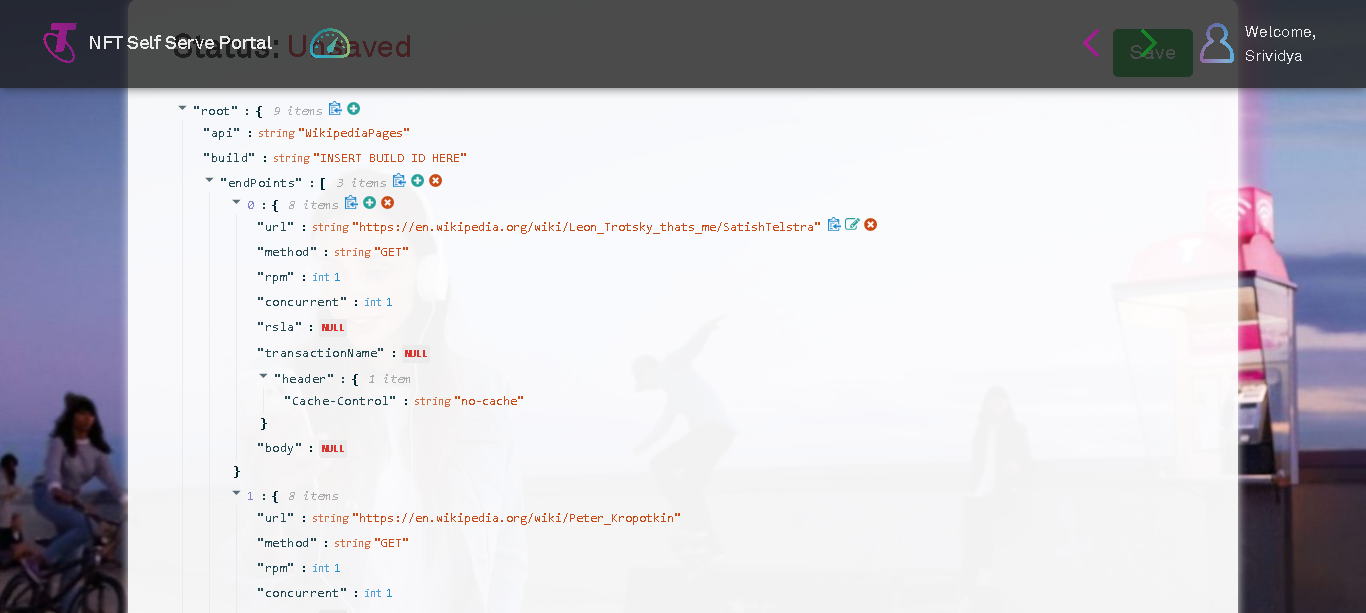 NFT Self Serve Portal
Status: Unsaved
Save
Welcome,
Srividya
"root" : { 9 items
"api" : string "WikipediaPages"
"build" : string "INSERT BUILD ID HERE"
"endPoints" : [ 3 items
0 : { 8 items
"url" : string "https://en.wikipedia.org/wiki/Leon_Trotsky_thats_me/SatishTelstra"
"method" : string "GET"
"rpm" : int 1
"concurrent" : int 1
"rsla" : NULL
"transactionName" : NULL
"header" : { 1 item
"Cache-Control" : string "no-cache"
}
"body" : NULL
}
1 : { 8 items
"url" : string "https://en.wikipedia.org/wiki/Peter_Kropotkin"
"method" : string "GET"
"rpm" : int 1
"concurrent" : int 1